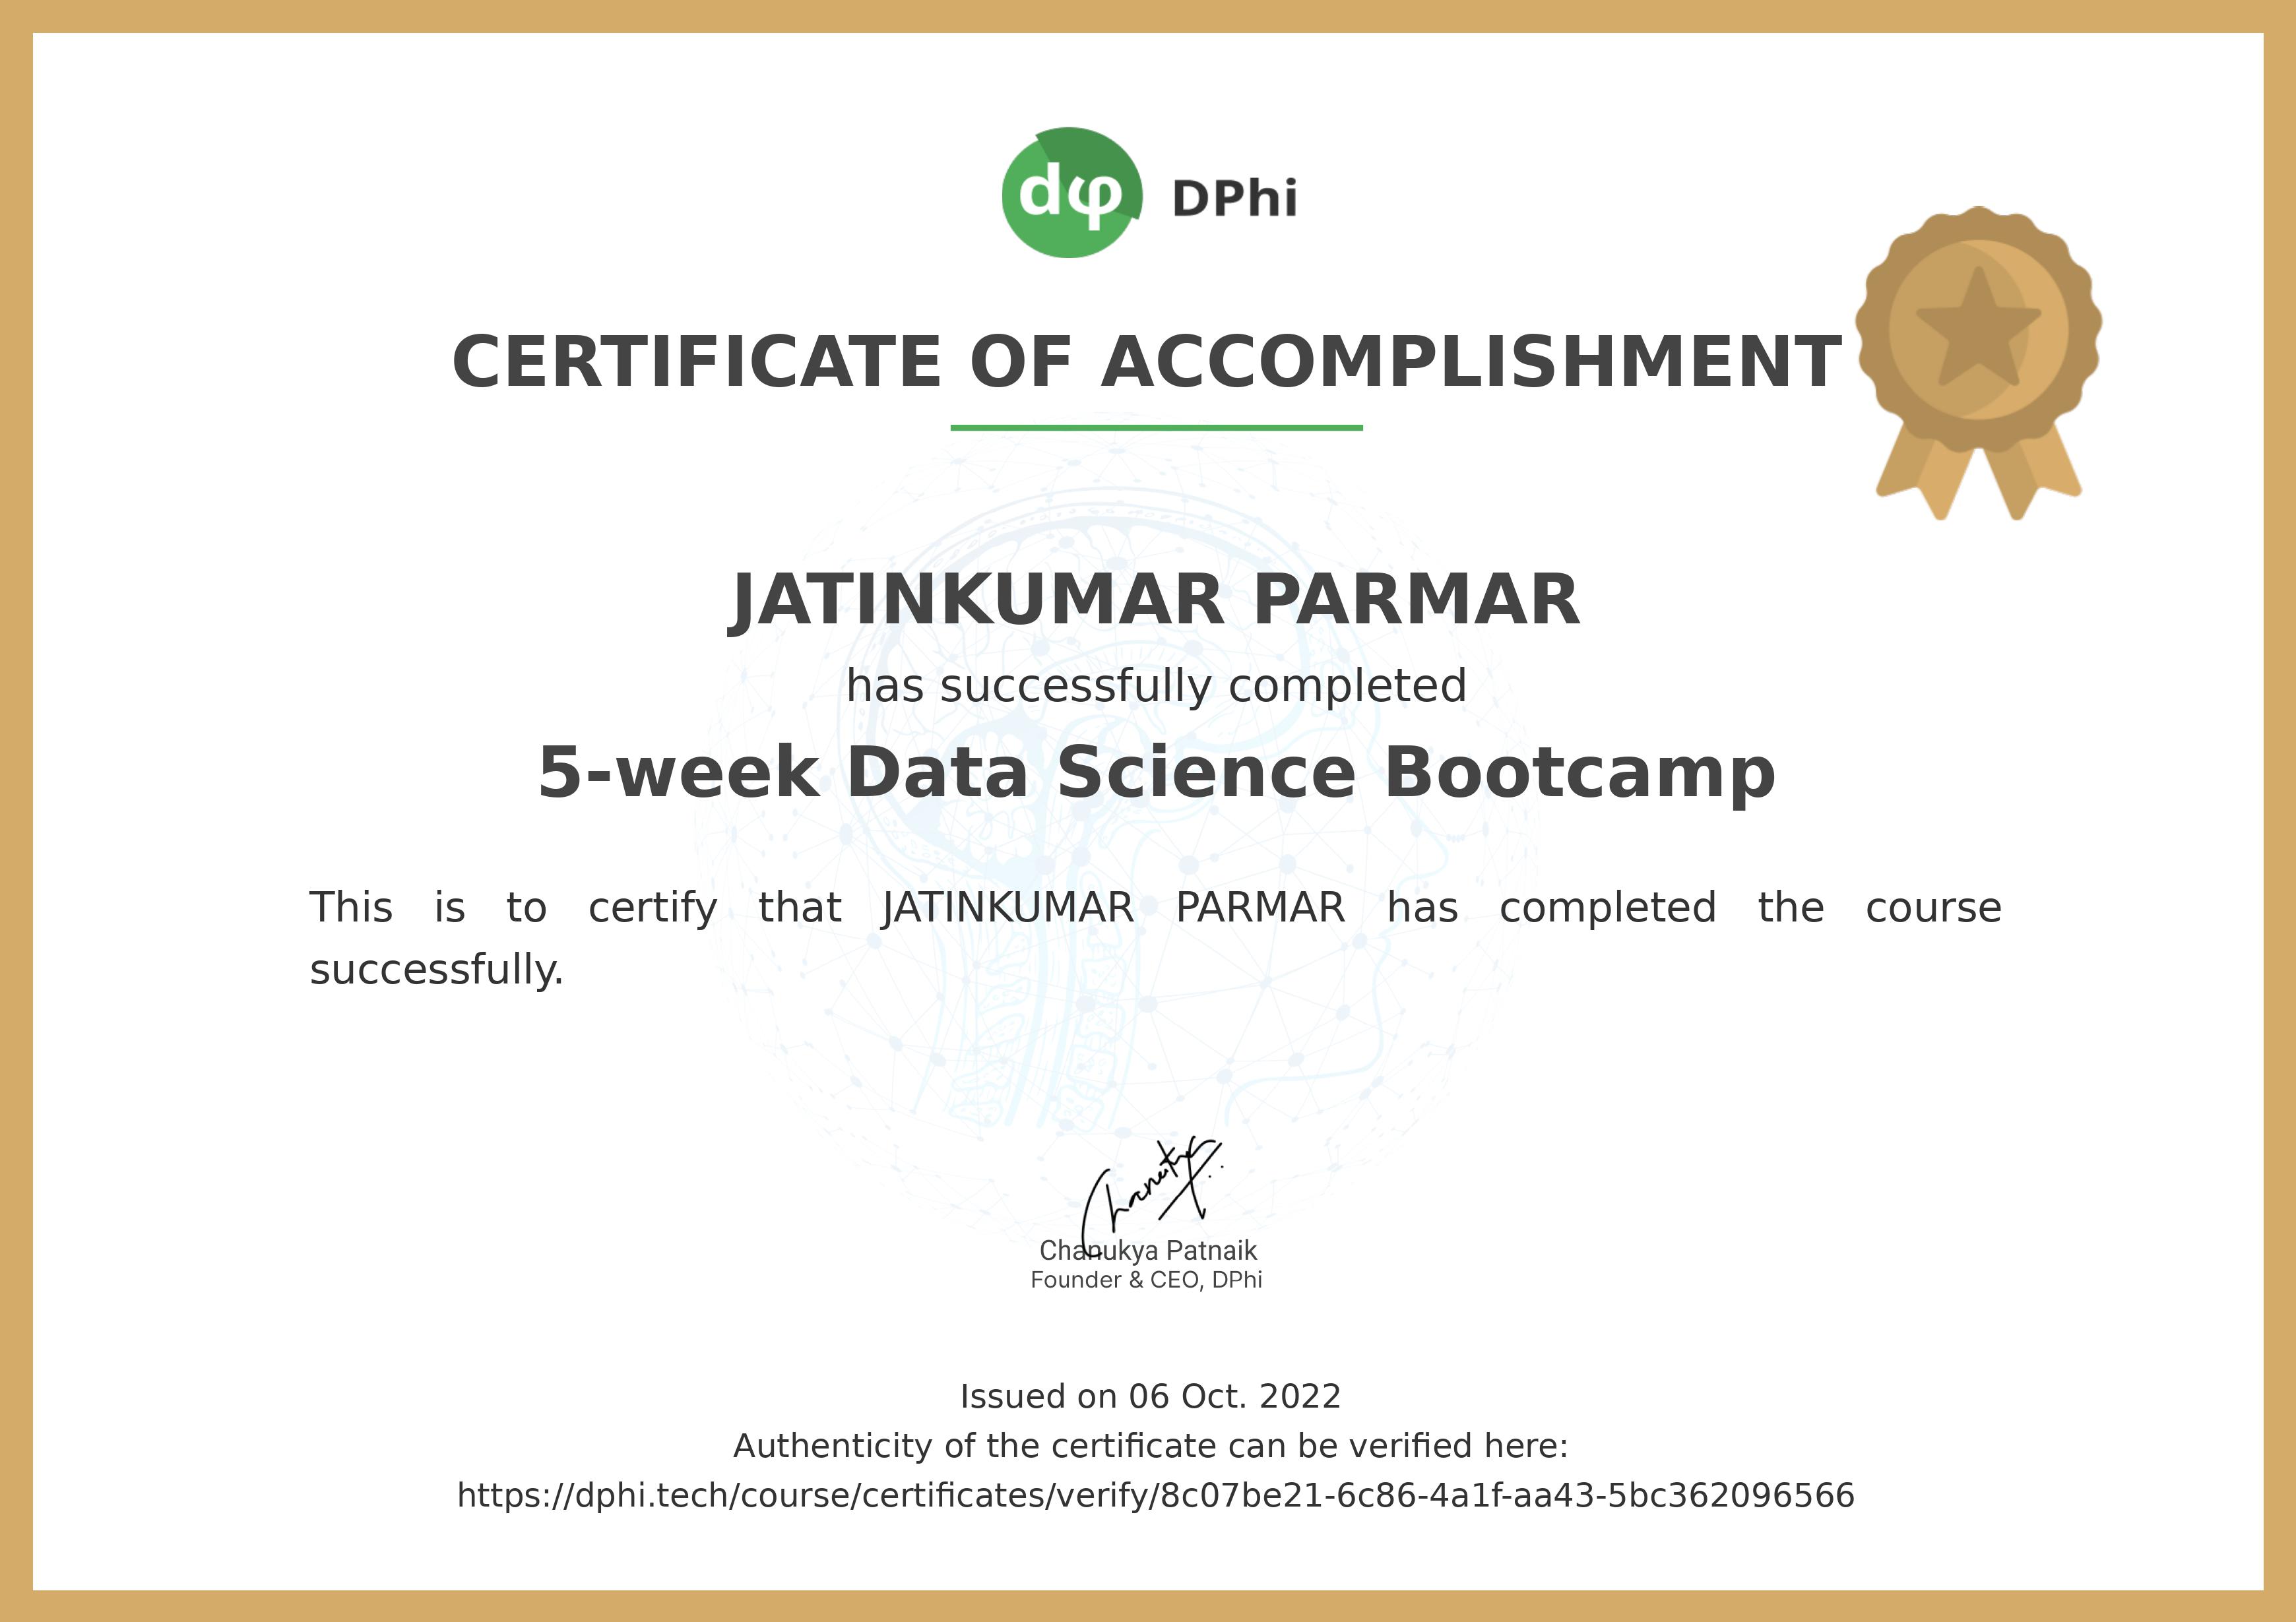 dφ DPhi
CERTIFICATE OF ACCOMPLISHMENT
JATINKUMAR PARMAR
has successfully completed
5-week Data Science Bootcamp
This is to certify that JATINKUMAR PARMAR has completed the course
successfully.
Chanukya Patnaik
Founder & CEO, DPhi
Issued on 06 Oct. 2022
Authenticity of the certificate can be verified here:
https://dphi.tech/course/certificates/verify/8c07be21-6c86-4a1f-aa43-5bc362096566